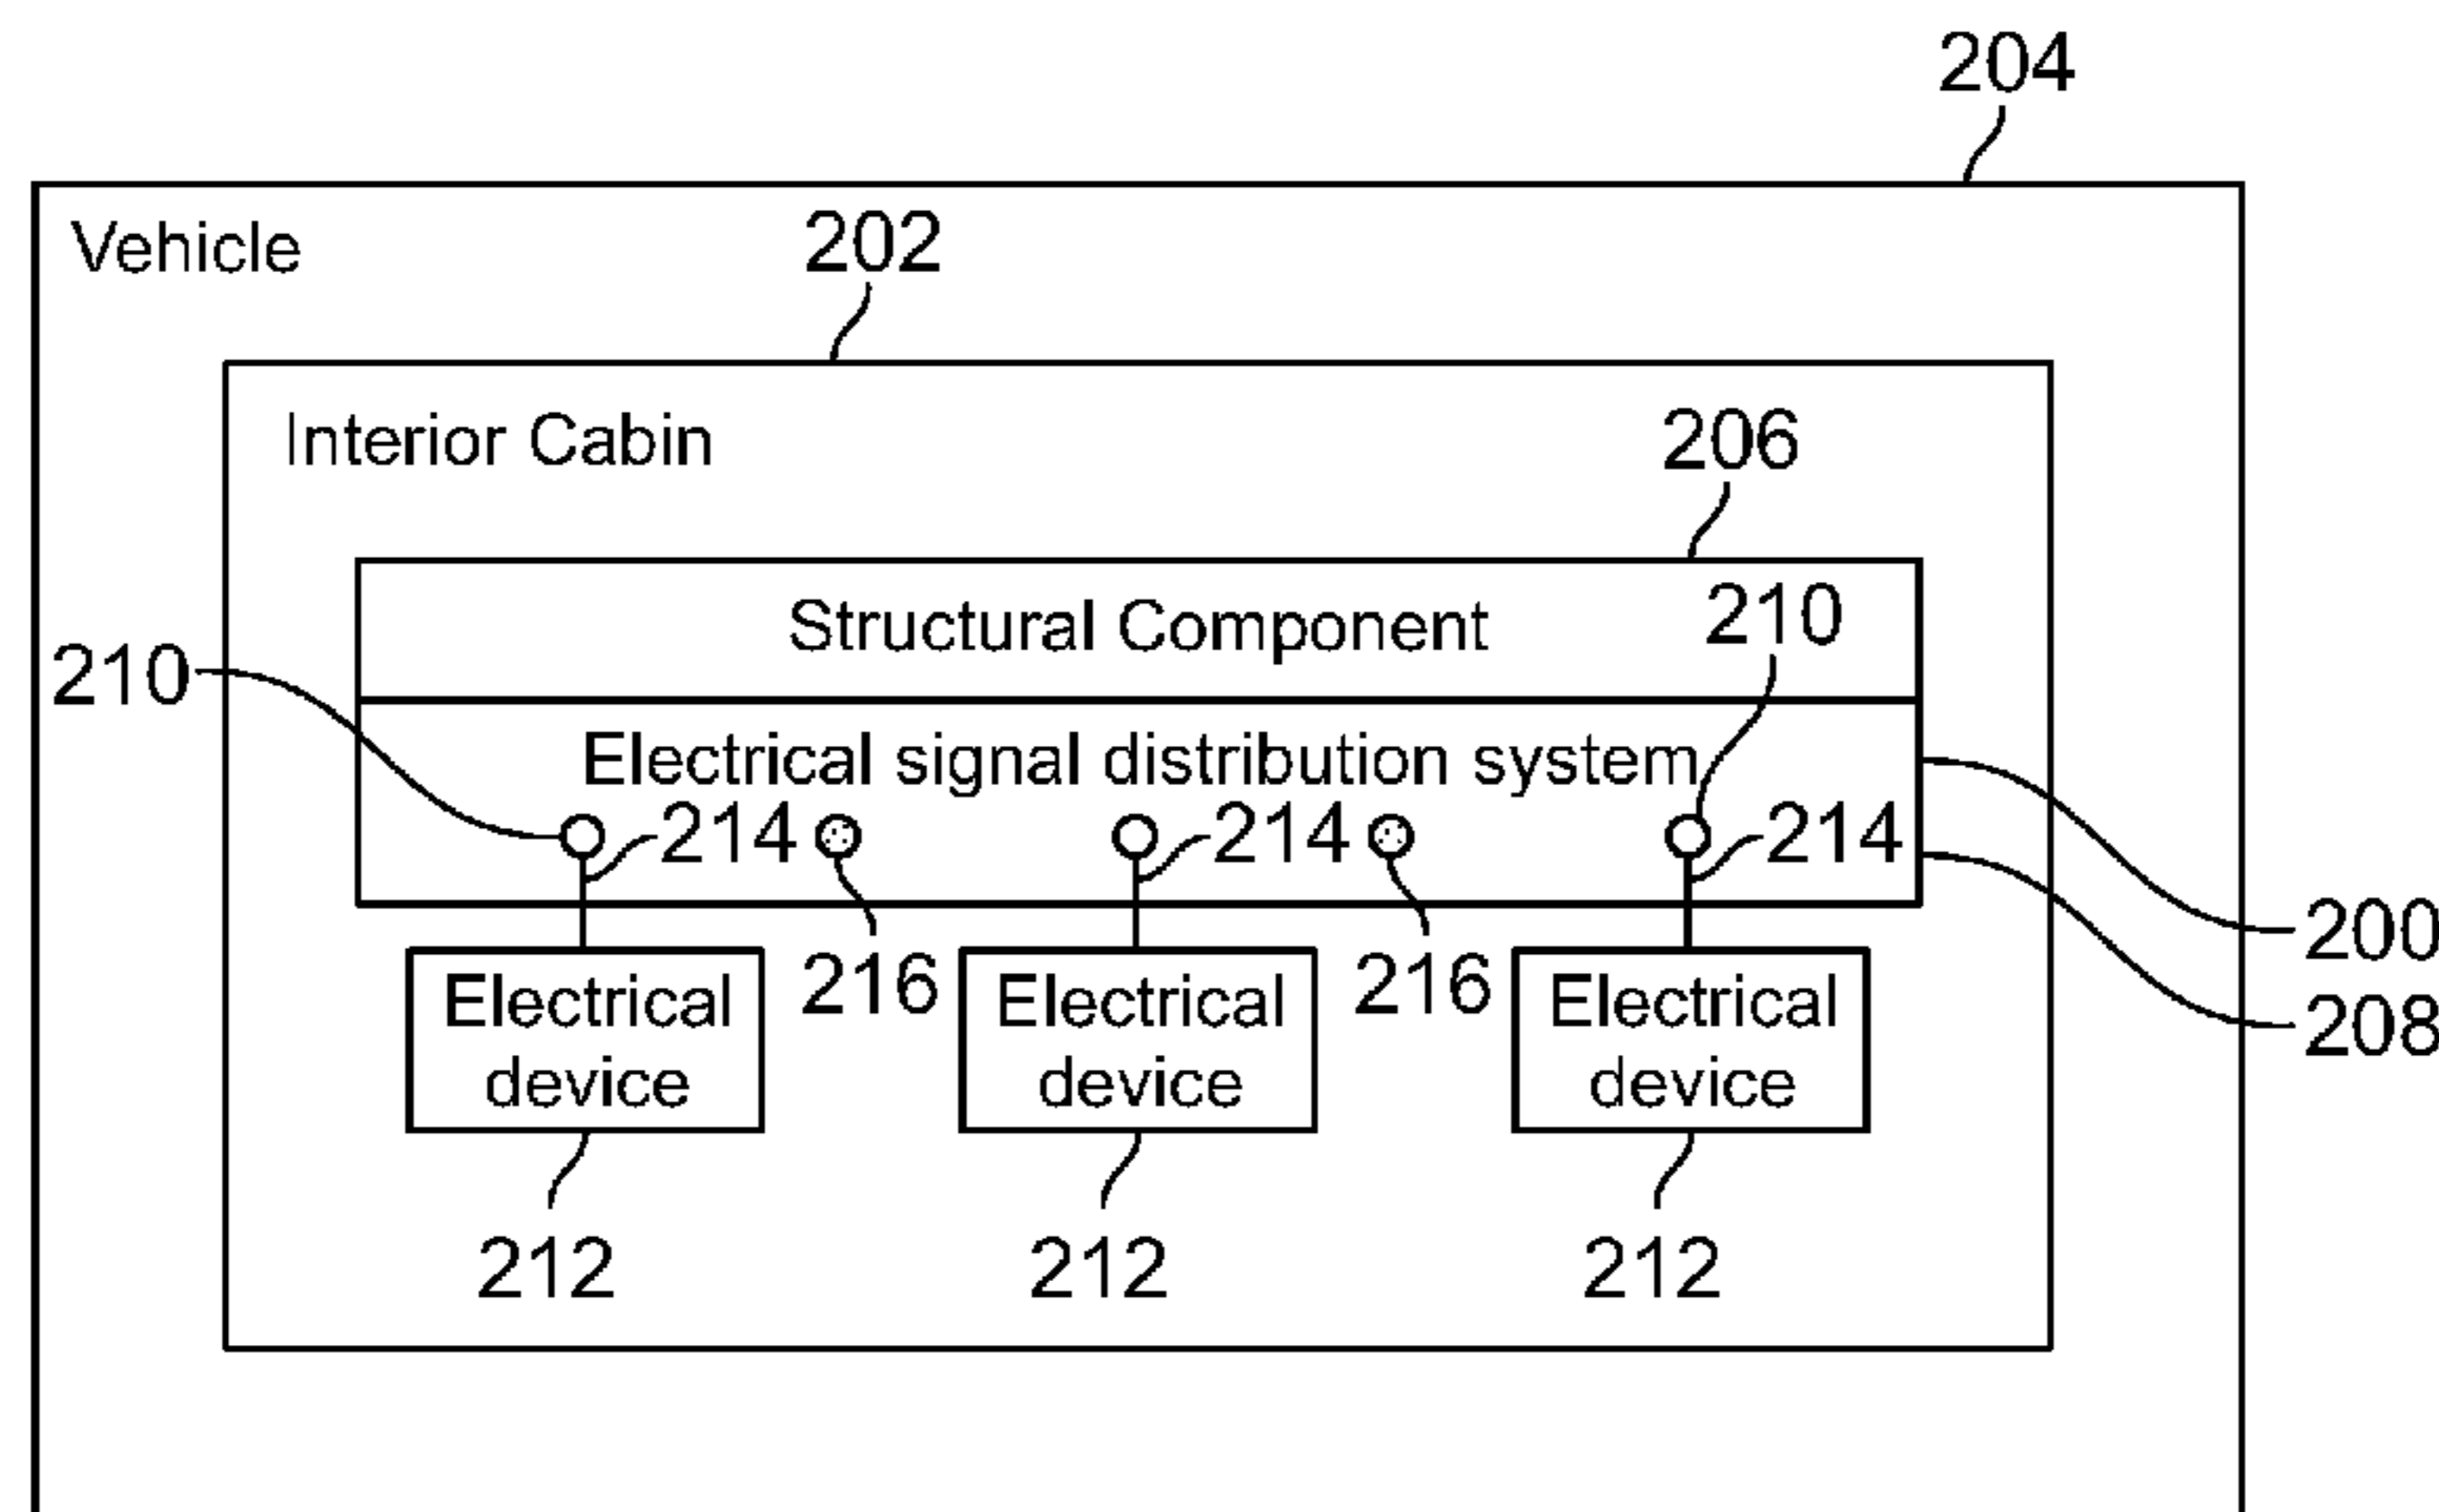 204
Vehicle
202
Interior Cabin
206
Structural Component
210
210
Electrical signal distribution system
214
214
214
200
216
216
208
Electrical
device
Electrical
device
Electrical
device
212
212
212